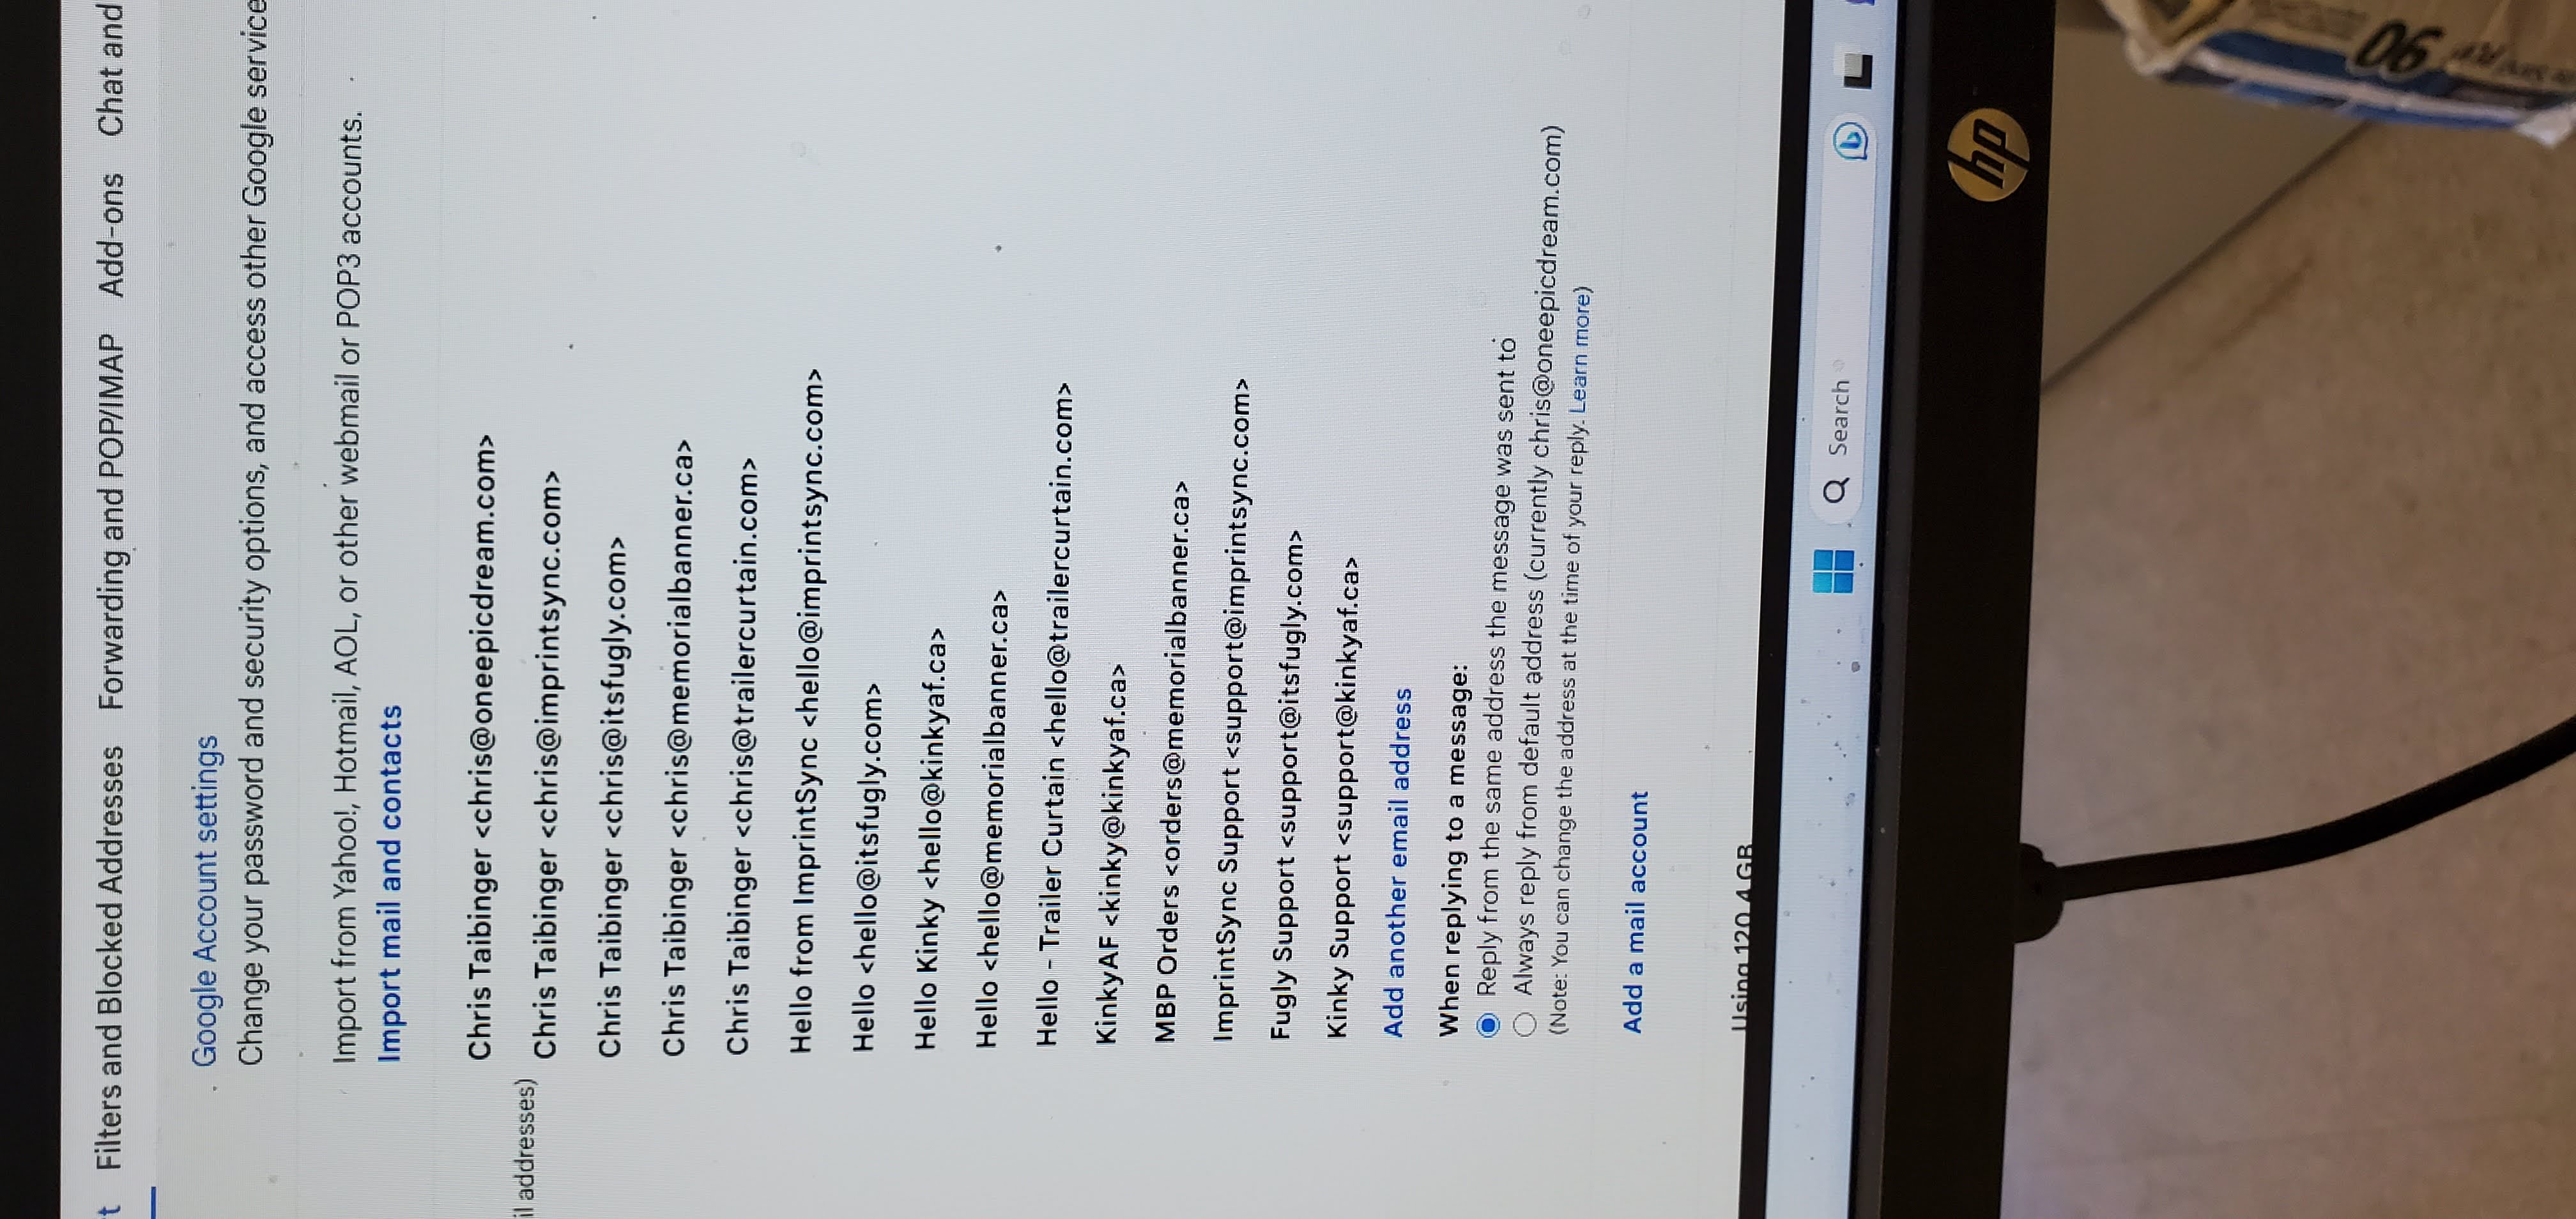 t Filters and Blocked Addresses Forwarding and POP/IMAP Add-ons Chat and
Google Account settings
Change your password and security options, and access other Google service
Import from Yahoo!, Hotmail, AOL, or other webmail or POP3 accounts.
Import mail and contacts
Chris Taibinger <chris@oneepicdream.com>
il addresses)
Chris Taibinger <chris@imprintsync.com>
Chris Taibinger <chris@itsfugly.com>
Chris Taibinger <chris@memorialbanner.ca>
Chris Taibinger <chris@trailercurtain.com>
Hello from ImprintSync <hello@imprintsync.com>
Hello <hello@itsfugly.com>
Hello Kinky <hello@kinkyaf.ca>
Hello <hello@memorialbanner.ca>
Hello - Trailer Curtain <hello@trailercurtain.com>
KinkyAF <kinky@kinkyaf.ca>
MBP Orders <orders@memorialbanner.ca>
ImprintSync Support <support@imprintsync.com>
Fugly Support <support@itsfugly.com>
Kinky Support <support@kinkyaf.ca>
Add another email address
When replying to a message:
Reply from the same address the message was sent to
Always reply from default address (currently chris@oneepicdream.com)
(Note: You can change the address at the time of your reply. Learn more)
Add a mail account
Using 120.4 GB
Search
hp
90